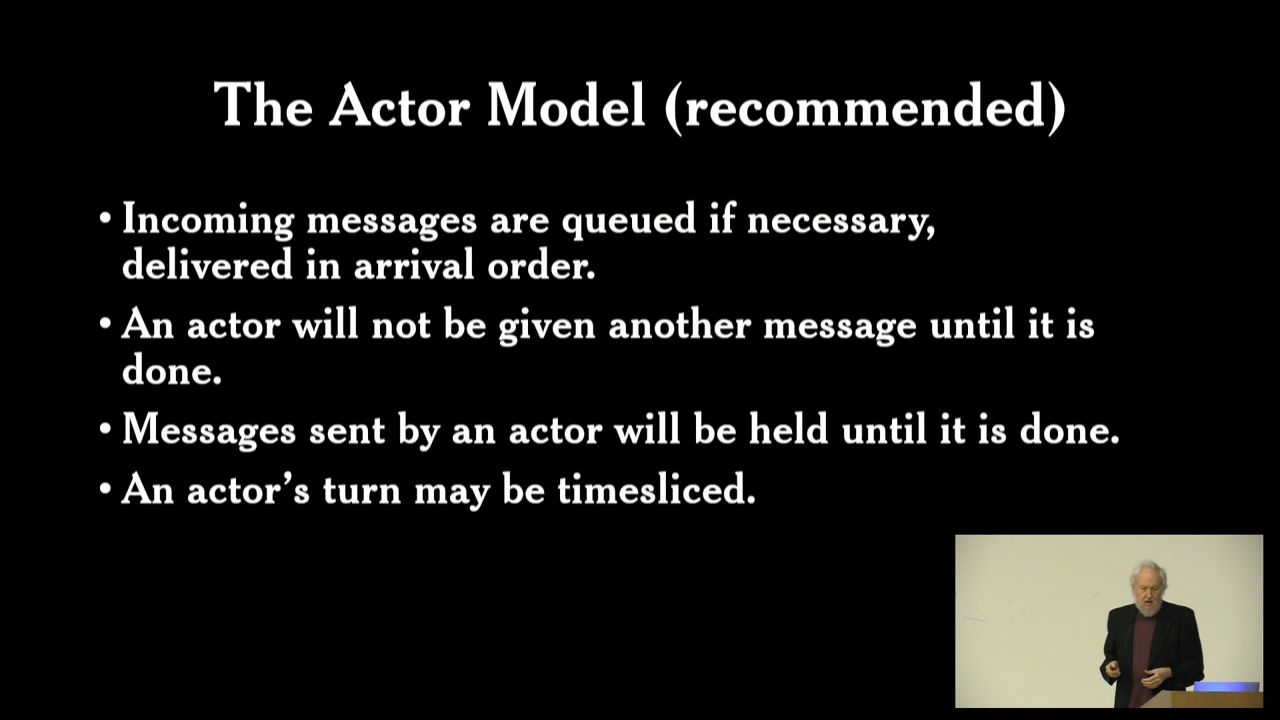 The Actor Model (recommended)
• Incoming messages are queued if necessary,
delivered in arrival order.
• An actor will not be given another message until it is
done.
• Messages sent by an actor will be held until it is done.
• An actor’s turn may be timesliced.